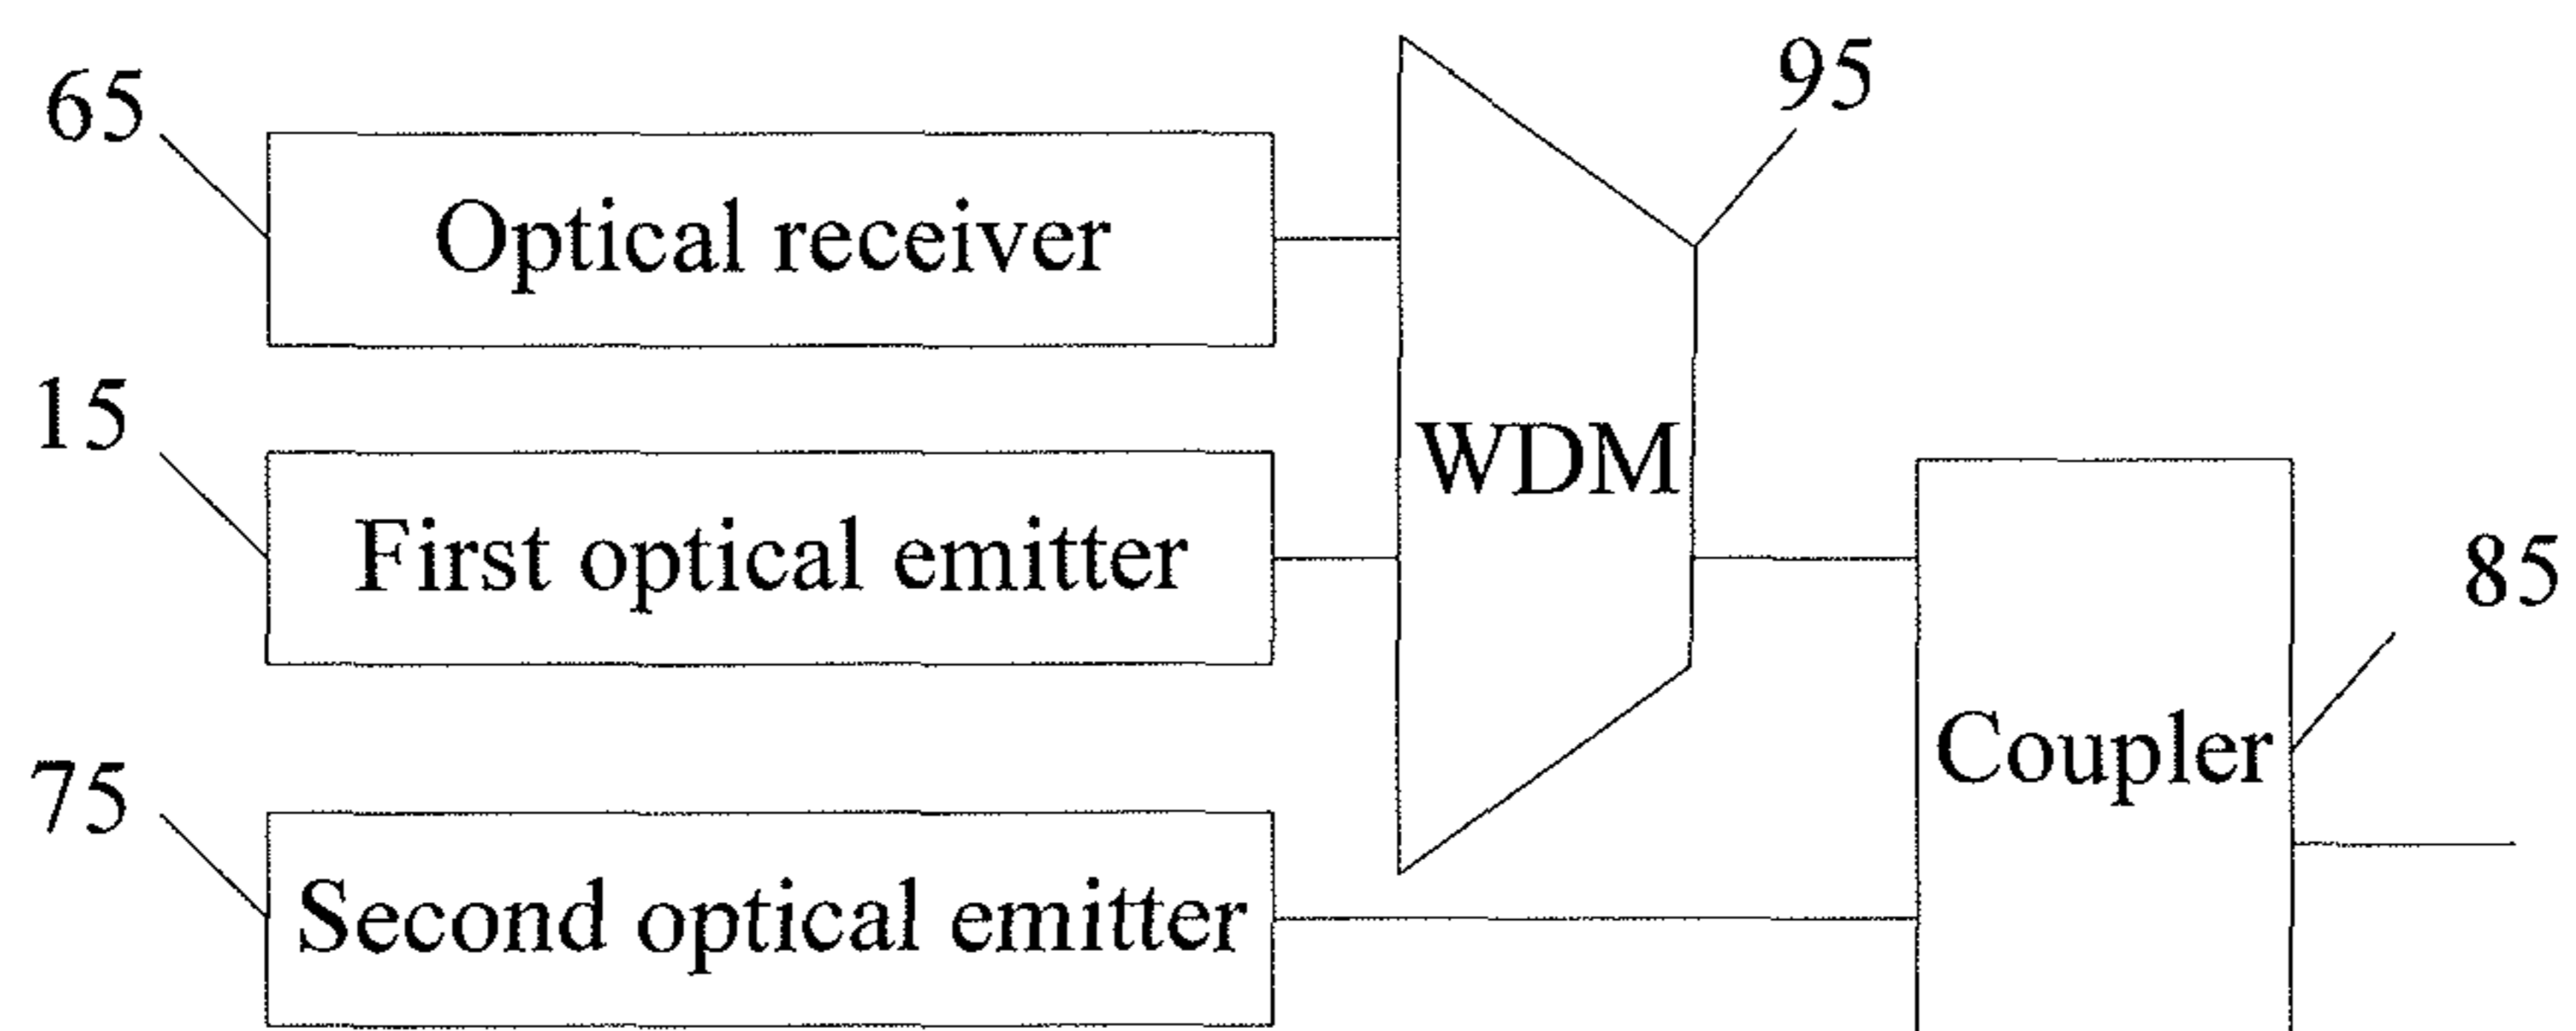 65
Optical receiver
95
15
First optical emitter
WDM
75
Second optical emitter
Coupler
85